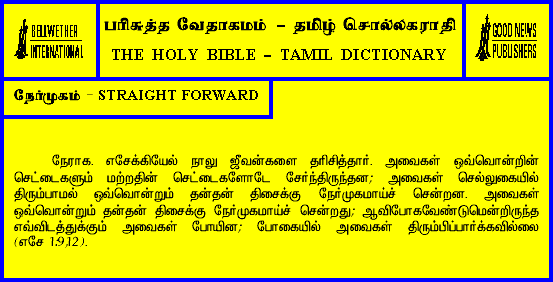 BELLWETHER
INTERNATIONAL
பரிசுத்த வேதாகமம் – தமிழ் சொல்லகராதி
THE HOLY BIBLE – TAMIL DICTIONARY
GOOD NEWS
PUBLISHERS
நேர்முகம் – STRAIGHT FORWARD
நேராக. எசேக்கியேல் நாலு ஜீவன்களை தரிசித்தார். அவைகள் ஒவ்வொன்றின்
செட்டைகளும் மற்றதின் செட்டைகளோடே சேர்ந்திருந்தன; அவைகள் செல்லுகையில்
திரும்பாமல் ஒவ்வொன்றும் தன்தன் திசைக்கு நேர்முகமாய்ச் சென்றன. அவைகள்
ஒவ்வொன்றும் தன்தன் திசைக்கு நேர்முகமாய்ச் சென்றது; ஆவிபோகவேண்டுமென்றிருந்த
எவ்விடத்துக்கும் அவைகள் போயின; போகையில் அவைகள் திரும்பிப்பார்க்கவில்லை
(எசே 1:9,12).